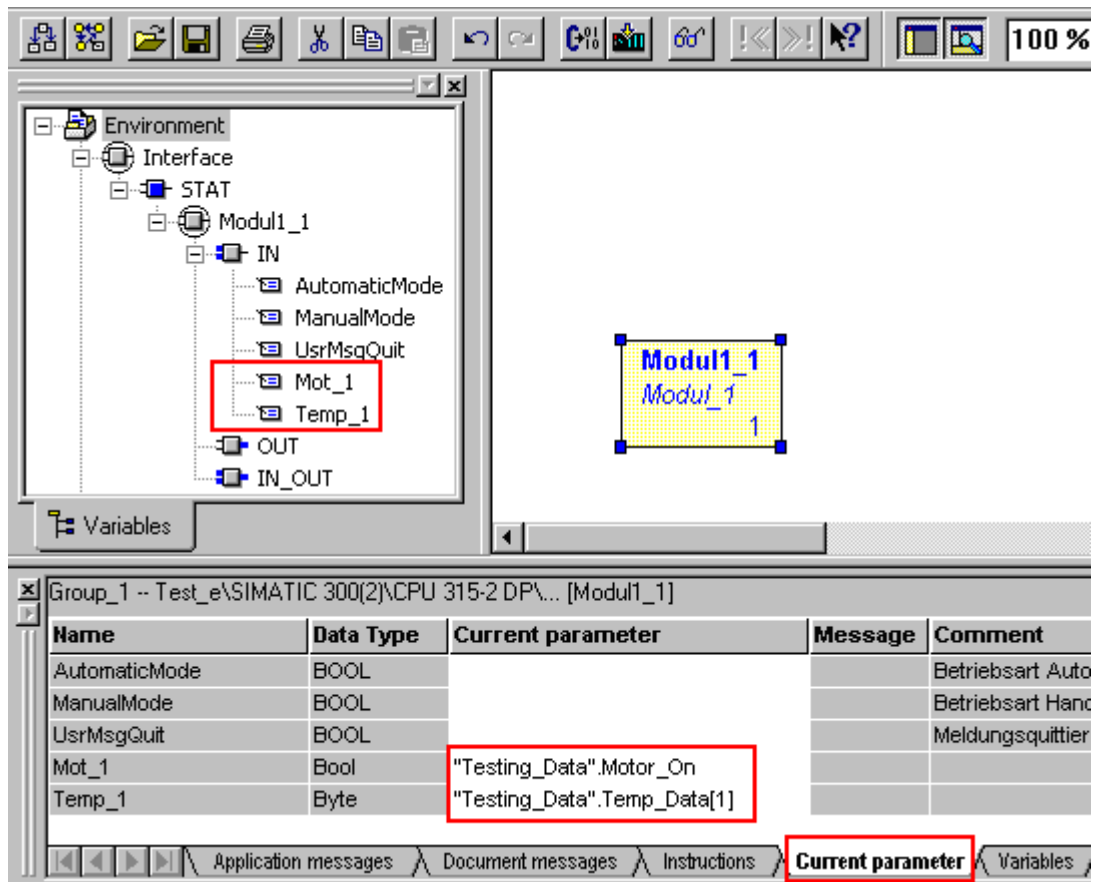 100 %
Environment
Interface
STAT
Modul1_1
IN
AutomaticMode
ManualMode
UsrMsgQuit
Mot_1
Temp_1
OUT
IN_OUT
Variables
Modul1_1
Modul_1
1
Group_1 -- Test_e\SIMATIC 300(2)\CPU 315-2 DP\... [Modul1_1]
Name Data Type Current parameter Message Comment
AutomaticMode BOOL Betriebsart Auto
ManualMode BOOL Betriebsart Hand
UsrMsgQuit BOOL Meldungsquittier
Mot_1 Bool "Testing_Data".Motor_On
Temp_1 Byte "Testing_Data".Temp_Data[1]
Application messages Document messages Instructions Current parameter Variables